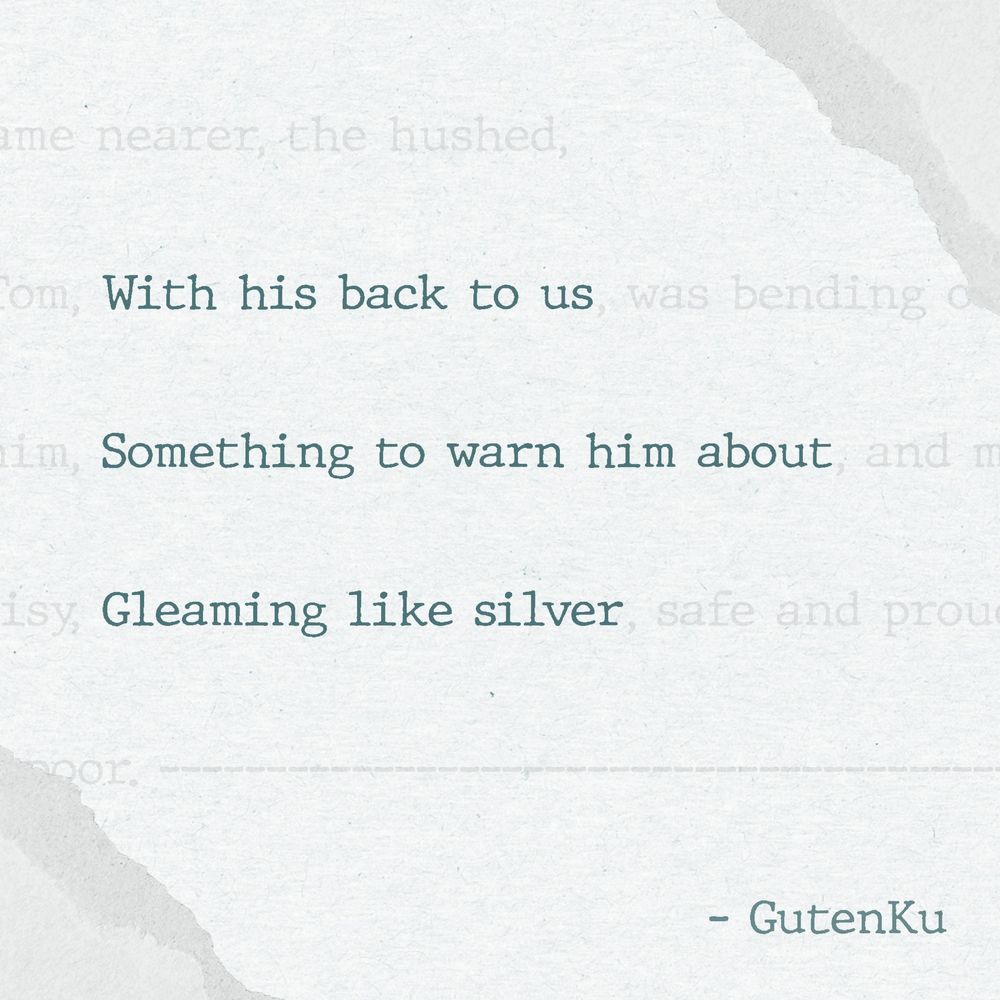 ame nearer, the hushed,
Tom, With his back to us, was bending o
him, Something to warn him about, and m
isy, Gleaming like silver, safe and proud
poor. ---
- GutenKu